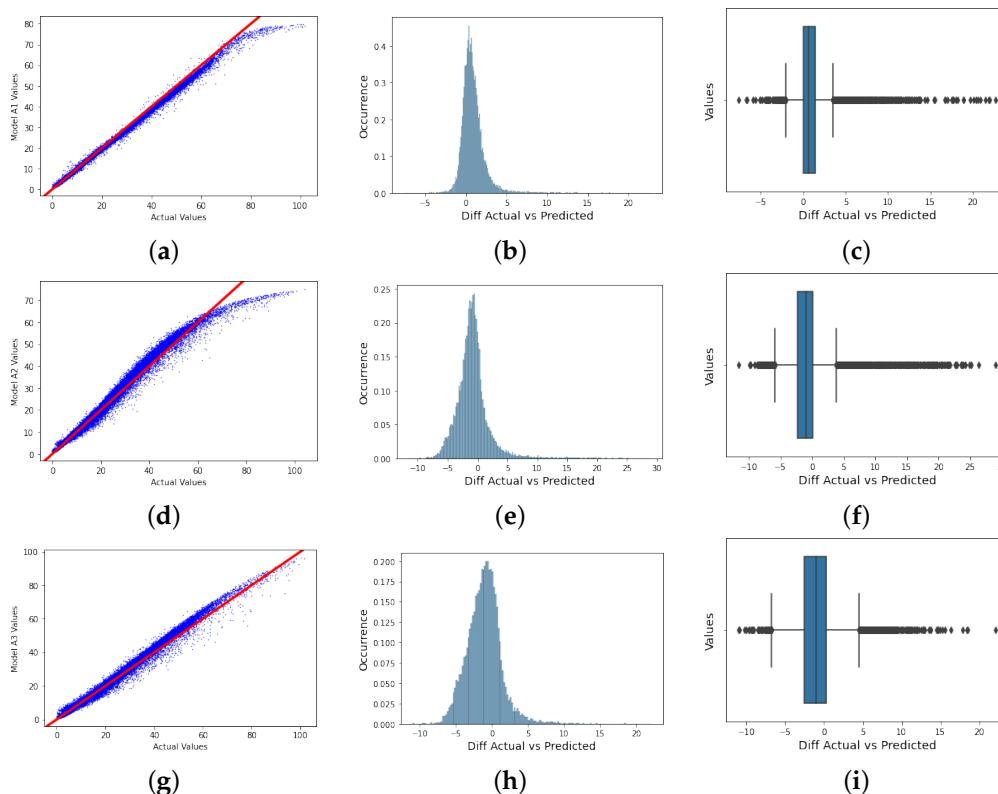 80
70
60
50
40
30
20
10
0
Model A1 Values
0 20 40 60 80 100
Actual Values
(a)
0.4
0.3
0.2
0.1
0.0
Occurrence
−5 0 5 10 15 20
Diff Actual vs Predicted
(b)
Values
−5 0 5 10 15 20
Diff Actual vs Predicted
(c)
70
60
50
40
30
20
10
0
Model A2 Values
0 20 40 60 80 100
Actual Values
(d)
0.25
0.20
0.15
0.10
0.05
0.00
Occurrence
−10 −5 0 5 10 15 20 25 30
Diff Actual vs Predicted
(e)
Values
−10 −5 0 5 10 15 20 25
Diff Actual vs Predicted
(f)
100
80
60
40
20
0
Model A3 Values
0 20 40 60 80 100
Actual Values
(g)
0.200
0.175
0.150
0.125
0.100
0.075
0.050
0.025
0.000
Occurrence
−10 −5 0 5 10 15 20
Diff Actual vs Predicted
(h)
Values
−10 −5 0 5 10 15 20
Diff Actual vs Predicted
(i)